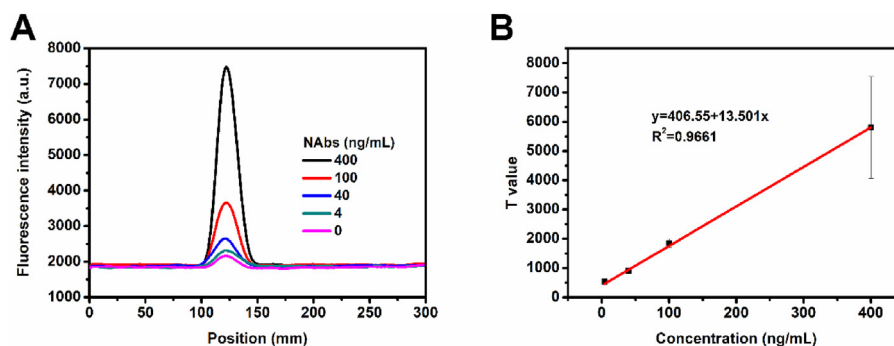 A
8000
7000
6000
5000
4000
3000
2000
1000
Fluorescence intensity (a.u.)
NAbs (ng/mL)
400
100
40
4
0
0 50 100 150 200 250 300
Position (mm)
B
8000
7000
6000
5000
4000
3000
2000
1000
0
T value
y=406.55+13.501x
R²=0.9661
0 100 200 300 400
Concentration (ng/mL)